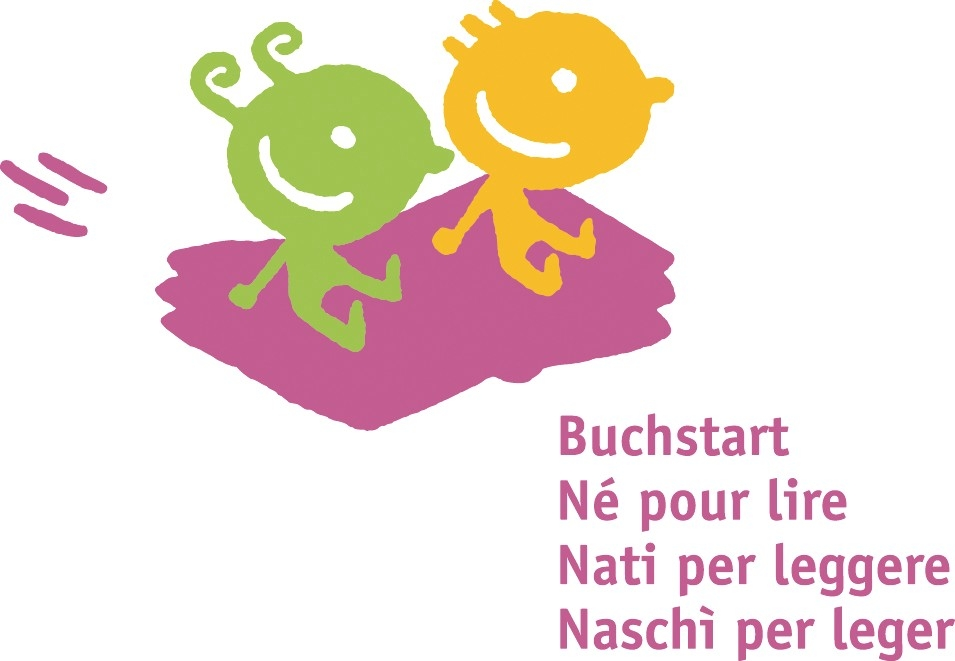 Buchstart
Né pour lire
Nati per leggere
Naschì per leger